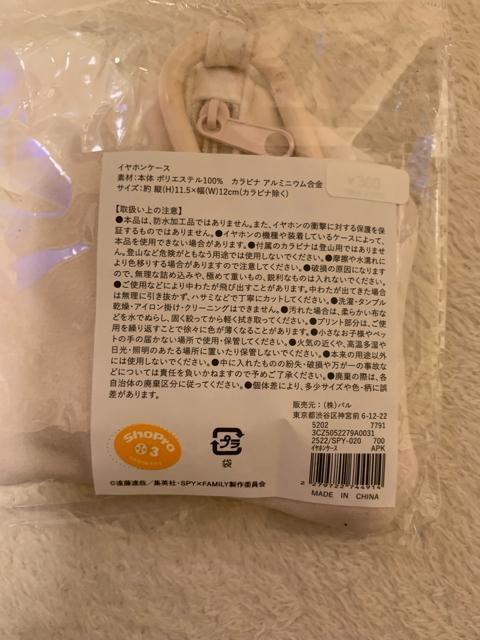 イヤホンケース
素材:本体 ポリエステル100%　カラビナ アルミニウム合金
サイズ:約 縦(H)11.5×幅(W)12cm(カラビナ除く)
【取扱い上の注意】
●本品は、防水加工品ではありません。また、イヤホンの衝撃に対する保護を保
証するものではありません。●イヤホンの機種や装着しているケースによって、
本品を使用できない場合があります。●付属のカラビナは登山用ではありませ
ん。登山など危険がともなう用途では使用しないでください。●摩擦や水濡れに
より色移りする場合がありますので注意してください。●破損の原因になります
ので、無理な詰め込みや、極めて重いもの、鋭利なものは入れないでください。
●ご使用などにより中わたが飛び出すことがあります。中わたが出てきた場合
は無理に引き抜かず、ハサミなどで丁寧にカットしてください。●洗濯・タンブル
乾燥・アイロン掛け・クリーニングはできません。●汚れた場合は、柔らかい布な
どを水でぬらし、固く絞ってから軽く拭き取ってください。●プリント部分は、ご使
用を繰り返すことで徐々に色が薄くなることがあります。●小さなお子様やペッ
トの手の届かない場所で使用・保管してください。●火気の近くや、高温多湿や
日光・照明のあたる場所に置いたり保管しないでください。●本来の用途以外
には使用しないでください。●中に入れたものの紛失・破損や万が一の事故な
どについては責任を負いかねますので予めご了承ください。●廃棄の際は、各
自治体の廃棄区分に従ってください。●個体差により、多少サイズや色・柄に誤
差があります。
販売元:(株)パル
東京都渋谷区神宮前 6-12-22
5202 7791
3CZ5052279A0031
2522/SPY-020 700
イヤホンケース APK
2 270722 744914
MADE IN CHINA
ShoPro
3
プラ
袋
©遠藤達哉/集英社・SPY×FAMILY製作委員会